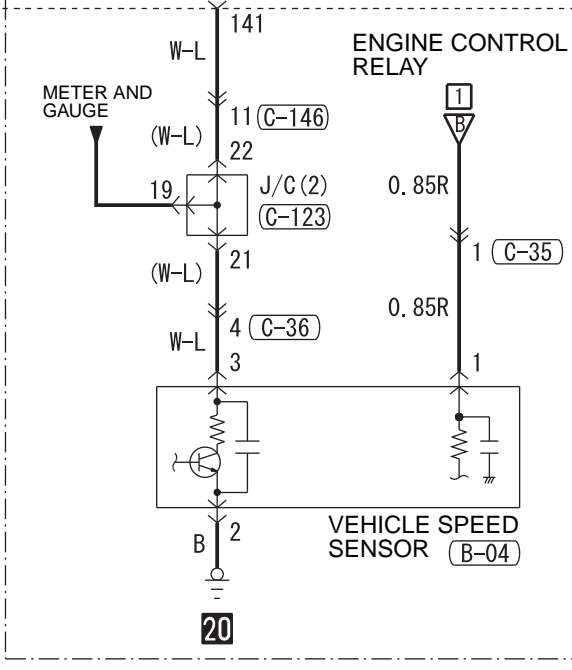 141
W-L
ENGINE CONTROL
RELAY
METER AND
GAUGE
1
B
11 (C-146)
(W-L)
22
19
J/C(2)
0.85R
(C-123)
21
1 (C-35)
(W-L)
0.85R
4 (C-36)
W-L
3
1
VEHICLE SPEED
SENSOR (B-04)
2
B
20